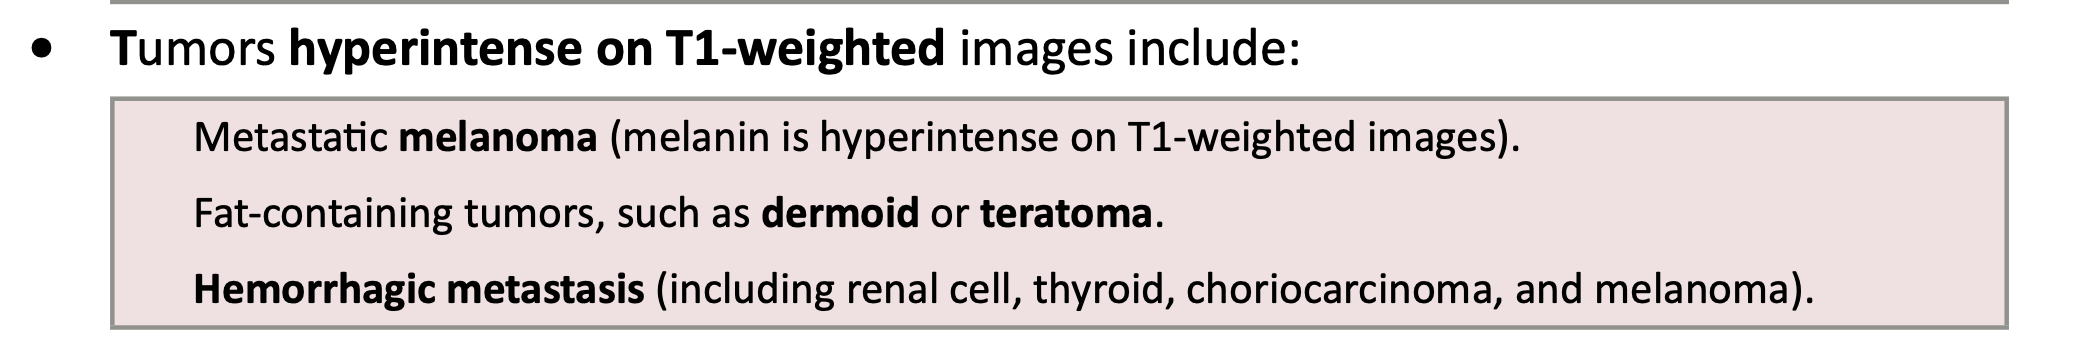 • Tumors hyperintense on T1-weighted images include:
Metastatic melanoma (melanin is hyperintense on T1-weighted images).
Fat-containing tumors, such as dermoid or teratoma.
Hemorrhagic metastasis (including renal cell, thyroid, choriocarcinoma, and melanoma).